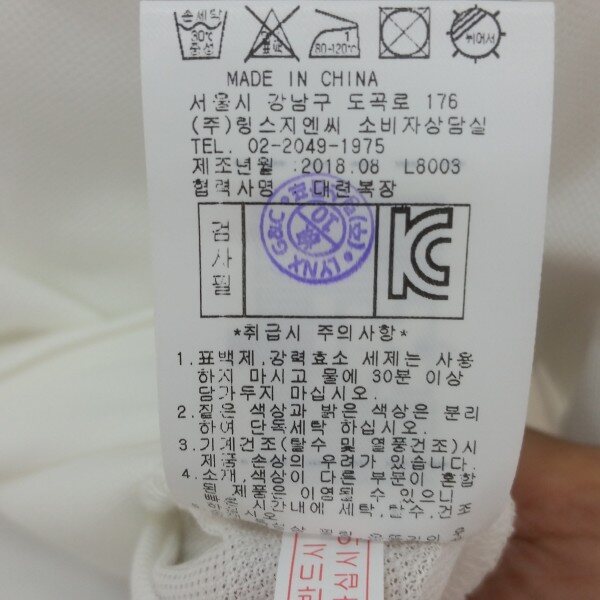 손세탁
30℃
중성
80-120℃
뉘어서
MADE IN CHINA
서울시 강남구 도곡로 176
(주)링스지엔씨 소비자상담실
TEL. 02-2049-1975
제조년월 :2018.08 L8003
협력사명 : 대련복장
검사필
LYNX G&C
KC
*취급시 주의사항*
1.표백제,강력효소 세제는 사용
하지 마시고 물에 30분 이상
담가두지 마십시오.
2.짙은 색상과 밝은 색상은 분리
하여 단독세탁 하십시오.
3.기계건조(탈수 및 열풍건조)시
제품 손상의 우려가 있습니다.
4.소재,색상이 다른 부분이 혼합
된 제품은 이염될 수 있으니
시간내에 세탁,탈수,건조
반드시